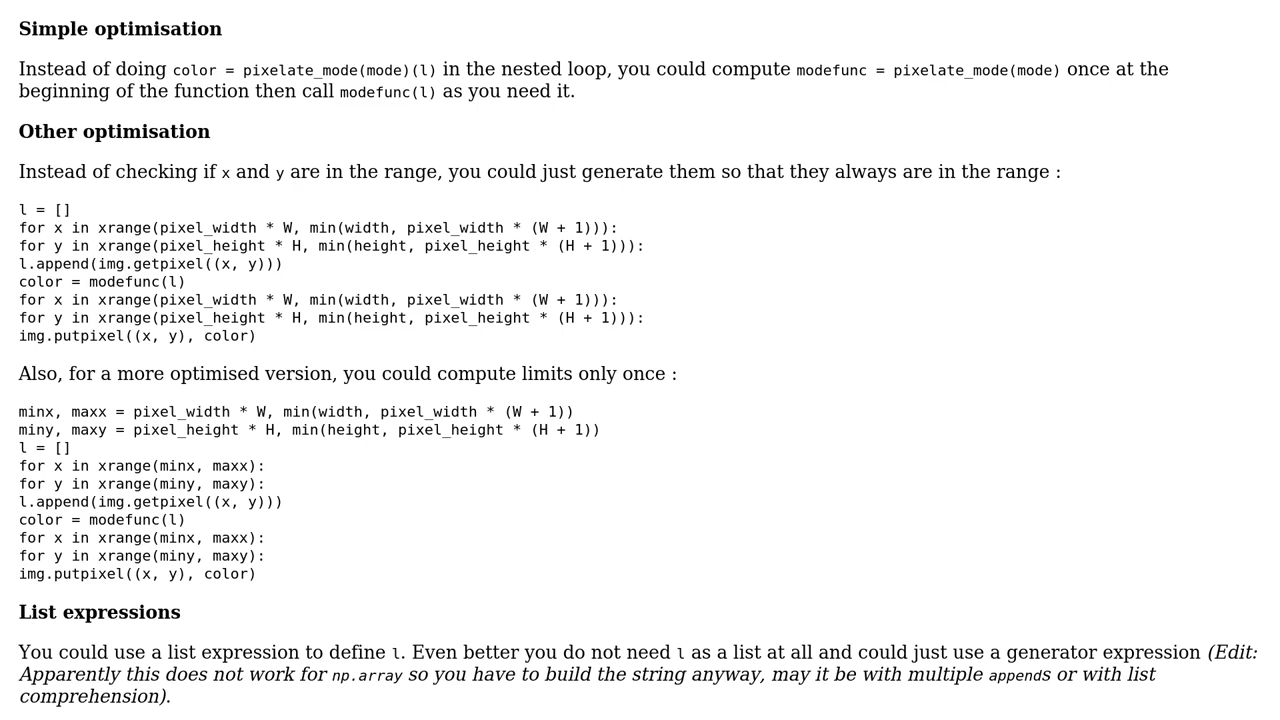 Simple optimisation
Instead of doing color = pixelate_mode(mode)(l) in the nested loop, you could compute modefunc = pixelate_mode(mode) once at the
beginning of the function then call modefunc(l) as you need it.
Other optimisation
Instead of checking if x and y are in the range, you could just generate them so that they always are in the range :
l = []
for x in xrange(pixel_width * W, min(width, pixel_width * (W + 1))):
for y in xrange(pixel_height * H, min(height, pixel_height * (H + 1))):
l.append(img.getpixel((x, y)))
color = modefunc(l)
for x in xrange(pixel_width * W, min(width, pixel_width * (W + 1))):
for y in xrange(pixel_height * H, min(height, pixel_height * (H + 1))):
img.putpixel((x, y), color)
Also, for a more optimised version, you could compute limits only once :
minx, maxx = pixel_width * W, min(width, pixel_width * (W + 1))
miny, maxy = pixel_height * H, min(height, pixel_height * (H + 1))
l = []
for x in xrange(minx, maxx):
for y in xrange(miny, maxy):
l.append(img.getpixel((x, y)))
color = modefunc(l)
for x in xrange(minx, maxx):
for y in xrange(miny, maxy):
img.putpixel((x, y), color)
List expressions
You could use a list expression to define l. Even better you do not need l as a list at all and could just use a generator expression (Edit:
Apparently this does not work for np.array so you have to build the string anyway, may it be with multiple appends or with list
comprehension).